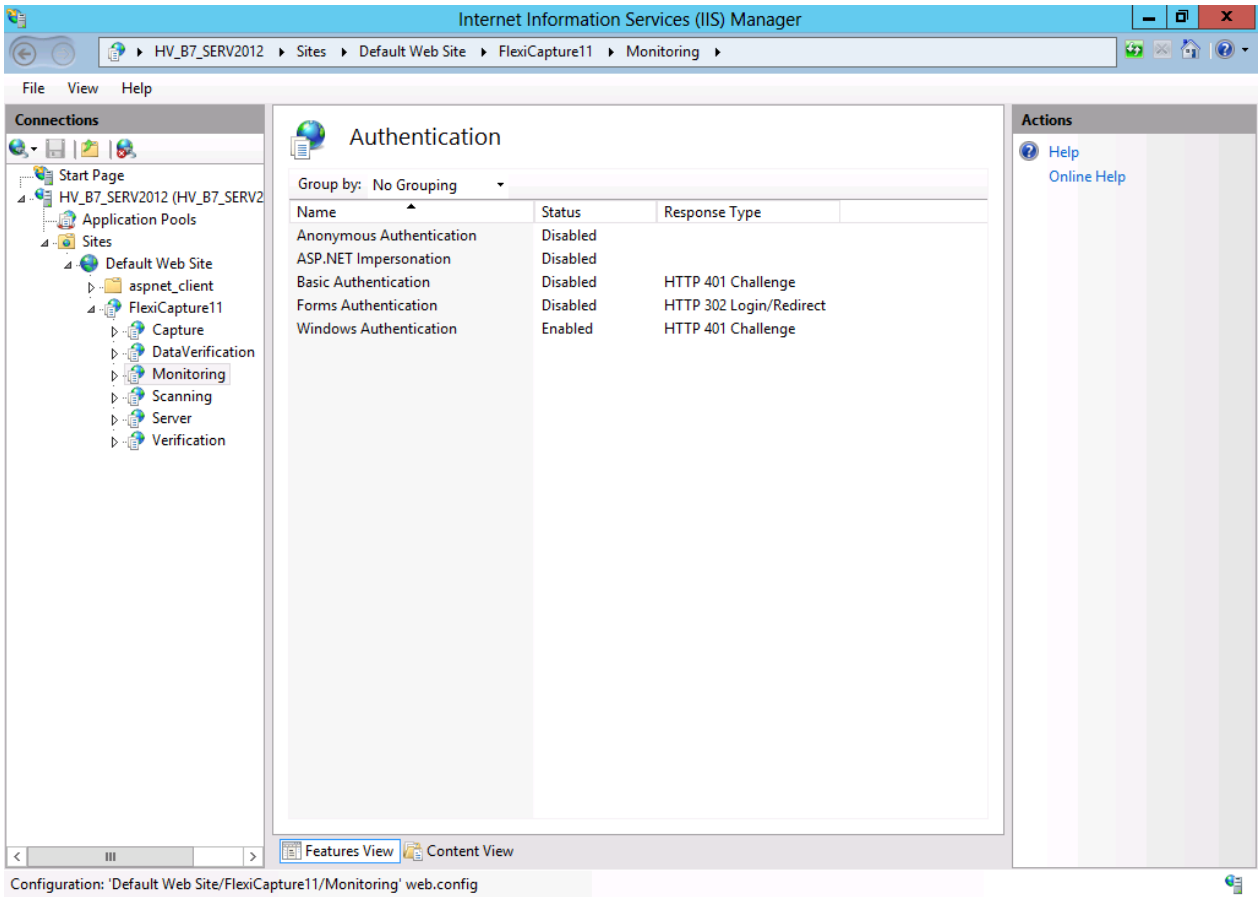 Internet Information Services (IIS) Manager
HV_B7_SERV2012 Sites Default Web Site FlexiCapture11 Monitoring
File View Help
Connections
Start Page
HV_B7_SERV2012 (HV_B7_SERV2
Application Pools
Sites
Default Web Site
aspnet_client
FlexiCapture11
Capture
DataVerification
Monitoring
Scanning
Server
Verification
Authentication
Group by: No Grouping
Name Status Response Type
Anonymous Authentication Disabled
ASP.NET Impersonation Disabled
Basic Authentication Disabled HTTP 401 Challenge
Forms Authentication Disabled HTTP 302 Login/Redirect
Windows Authentication Enabled HTTP 401 Challenge
Features View Content View
Actions
Help
Online Help
Configuration: 'Default Web Site/FlexiCapture11/Monitoring' web.config